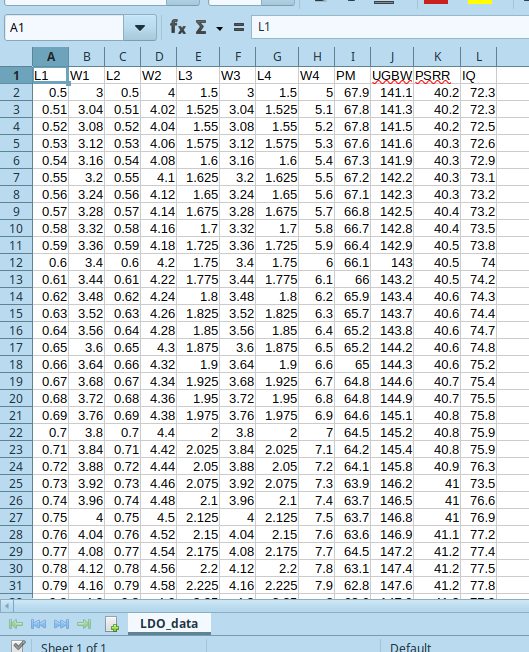 A1 fx Σ = L1
A B C D E F G H I J K L
1 L1 W1 L2 W2 L3 W3 L4 W4 PM UGBW PSRR IQ
2 0.5 3 0.5 4 1.5 3 1.5 5 67.9 141.1 40.2 72.3
3 0.51 3.04 0.51 4.02 1.525 3.04 1.525 5.1 67.8 141.3 40.2 72.3
4 0.52 3.08 0.52 4.04 1.55 3.08 1.55 5.2 67.8 141.5 40.2 72.5
5 0.53 3.12 0.53 4.06 1.575 3.12 1.575 5.3 67.6 141.6 40.3 72.6
6 0.54 3.16 0.54 4.08 1.6 3.16 1.6 5.4 67.3 141.9 40.3 72.9
7 0.55 3.2 0.55 4.1 1.625 3.2 1.625 5.5 67.2 142.2 40.3 73.1
8 0.56 3.24 0.56 4.12 1.65 3.24 1.65 5.6 67.1 142.3 40.3 73.2
9 0.57 3.28 0.57 4.14 1.675 3.28 1.675 5.7 66.8 142.5 40.4 73.2
10 0.58 3.32 0.58 4.16 1.7 3.32 1.7 5.8 66.7 142.8 40.4 73.5
11 0.59 3.36 0.59 4.18 1.725 3.36 1.725 5.9 66.4 142.9 40.5 73.8
12 0.6 3.4 0.6 4.2 1.75 3.4 1.75 6 66.1 143 40.5 74
13 0.61 3.44 0.61 4.22 1.775 3.44 1.775 6.1 66 143.2 40.5 74.2
14 0.62 3.48 0.62 4.24 1.8 3.48 1.8 6.2 65.9 143.4 40.6 74.3
15 0.63 3.52 0.63 4.26 1.825 3.52 1.825 6.3 65.7 143.7 40.6 74.4
16 0.64 3.56 0.64 4.28 1.85 3.56 1.85 6.4 65.2 143.8 40.6 74.7
17 0.65 3.6 0.65 4.3 1.875 3.6 1.875 6.5 65.2 144.2 40.6 74.8
18 0.66 3.64 0.66 4.32 1.9 3.64 1.9 6.6 65 144.3 40.6 75.2
19 0.67 3.68 0.67 4.34 1.925 3.68 1.925 6.7 64.8 144.6 40.7 75.4
20 0.68 3.72 0.68 4.36 1.95 3.72 1.95 6.8 64.8 144.9 40.7 75.5
21 0.69 3.76 0.69 4.38 1.975 3.76 1.975 6.9 64.6 145.1 40.8 75.8
22 0.7 3.8 0.7 4.4 2 3.8 2 7 64.5 145.2 40.8 75.9
23 0.71 3.84 0.71 4.42 2.025 3.84 2.025 7.1 64.2 145.4 40.8 75.9
24 0.72 3.88 0.72 4.44 2.05 3.88 2.05 7.2 64.1 145.8 40.9 76.3
25 0.73 3.92 0.73 4.46 2.075 3.92 2.075 7.3 63.9 146.2 41 73.5
26 0.74 3.96 0.74 4.48 2.1 3.96 2.1 7.4 63.7 146.5 41 76.6
27 0.75 4 0.75 4.5 2.125 4 2.125 7.5 63.7 146.8 41 76.9
28 0.76 4.04 0.76 4.52 2.15 4.04 2.15 7.6 63.6 146.9 41.1 77.2
29 0.77 4.08 0.77 4.54 2.175 4.08 2.175 7.7 64.5 147.2 41.2 77.4
30 0.78 4.12 0.78 4.56 2.2 4.12 2.2 7.8 63.1 147.4 41.2 77.5
31 0.79 4.16 0.79 4.58 2.225 4.16 2.225 7.9 62.8 147.6 41.2 77.8
LDO_data
Sheet 1 of 1 Default